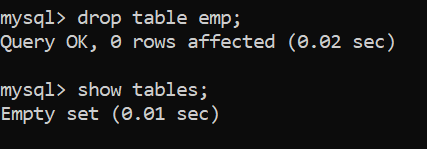 mysql> drop table emp;
Query OK, 0 rows affected (0.02 sec)
mysql> show tables;
Empty set (0.01 sec)